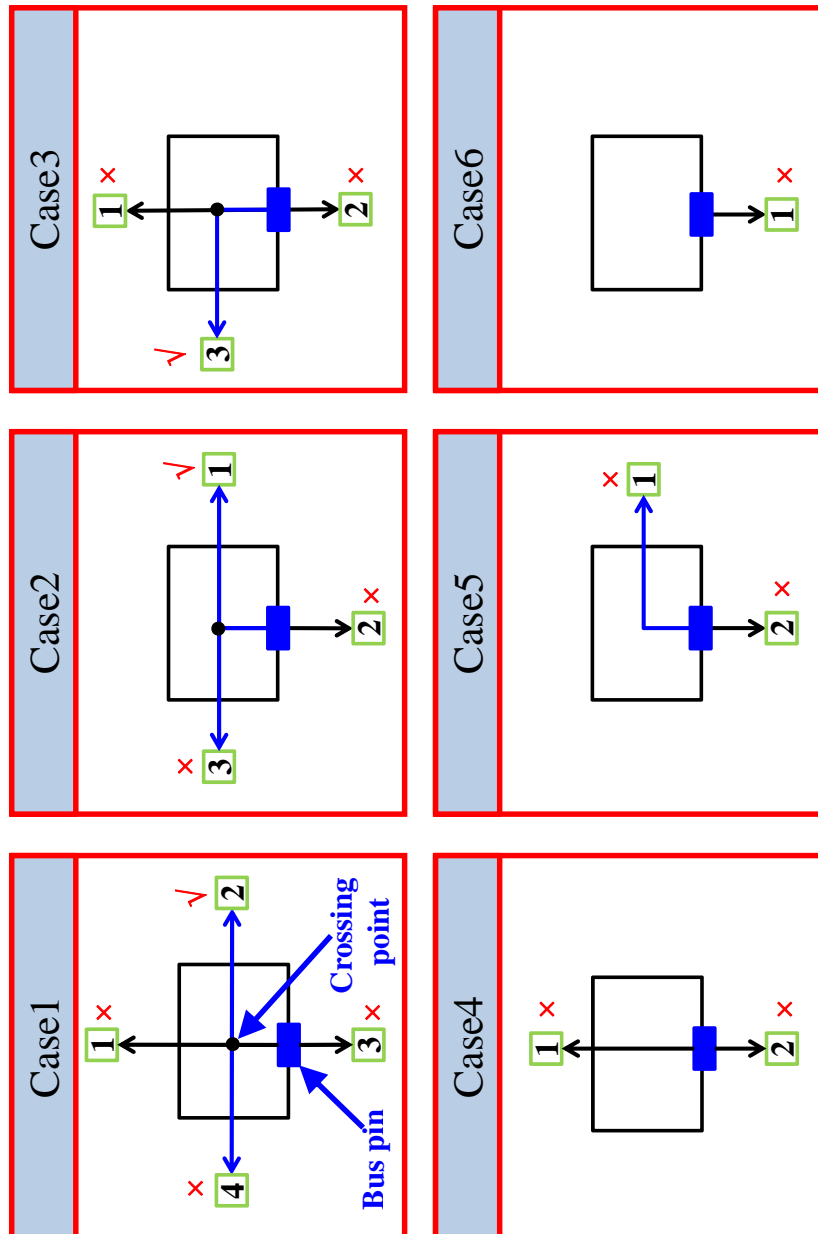 Case1
1 ×
× √
4 2
Crossing
point
Bus pin
3 ×
Case2
× √
3 1
2 ×
Case3
1 ×
√
3
2 ×
Case4
1 ×
2 ×
Case5
×
1
2 ×
Case6
1 ×